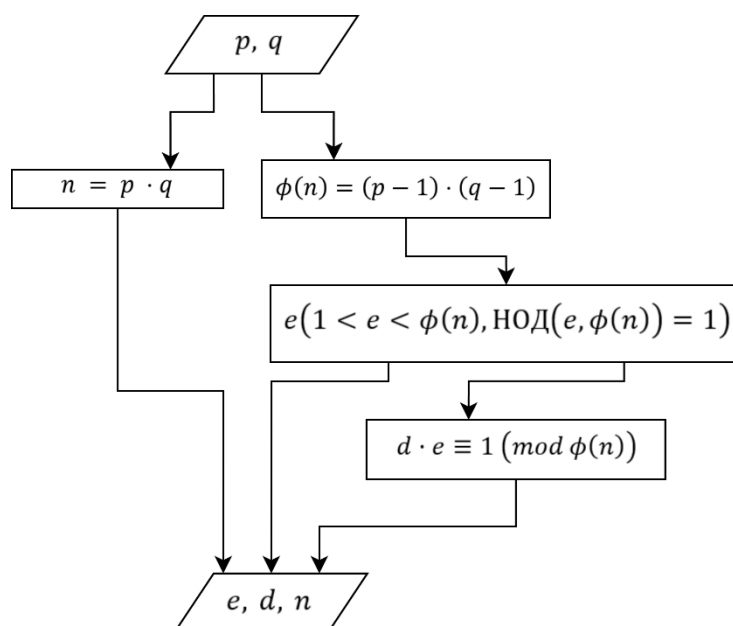 p, q
n = p · q
ϕ(n) = (p − 1) · (q − 1)
e(1 < e < ϕ(n), НОД(e, ϕ(n)) = 1)
d · e ≡ 1 (mod ϕ(n))
e, d, n